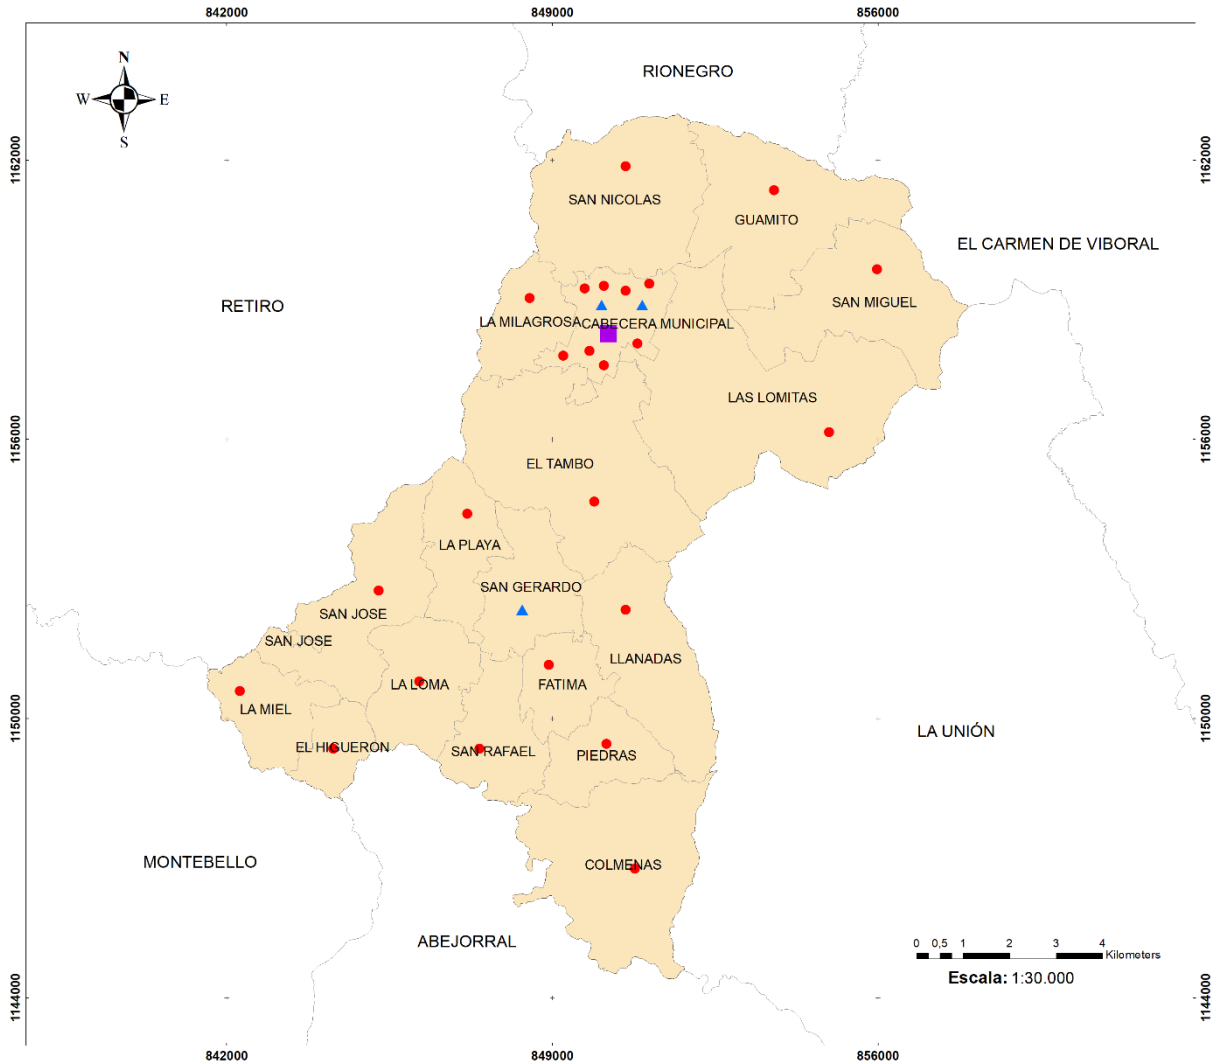 842000
849000
856000
N
W
E
S
RIONEGRO
1162000
1162000
SAN NICOLAS
GUAMITO
EL CARMEN DE VIBORAL
RETIRO
SAN MIGUEL
LA MILAGROSA
CABECERA MUNICIPAL
LAS LOMITAS
1156000
1156000
EL TAMBO
LA PLAYA
SAN GERARDO
SAN JOSE
SAN JOSE
LLANADAS
LA LOMA
FATIMA
LA MIEL
1150000
1150000
LA UNIÓN
EL HIGUERON
SAN RAFAEL
PIEDRAS
MONTEBELLO
COLMENAS
ABEJORRAL
0 0,5 1 2 3 4
Kilometers
Escala: 1:30.000
1144000
1144000
842000
849000
856000